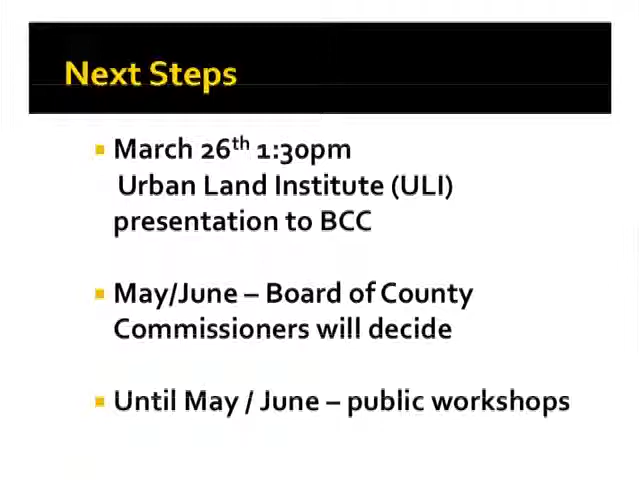 Next Steps
March 26th 1:30pm
Urban Land Institute (ULI)
presentation to BCC
May/June – Board of County
Commissioners will decide
Until May / June – public workshops